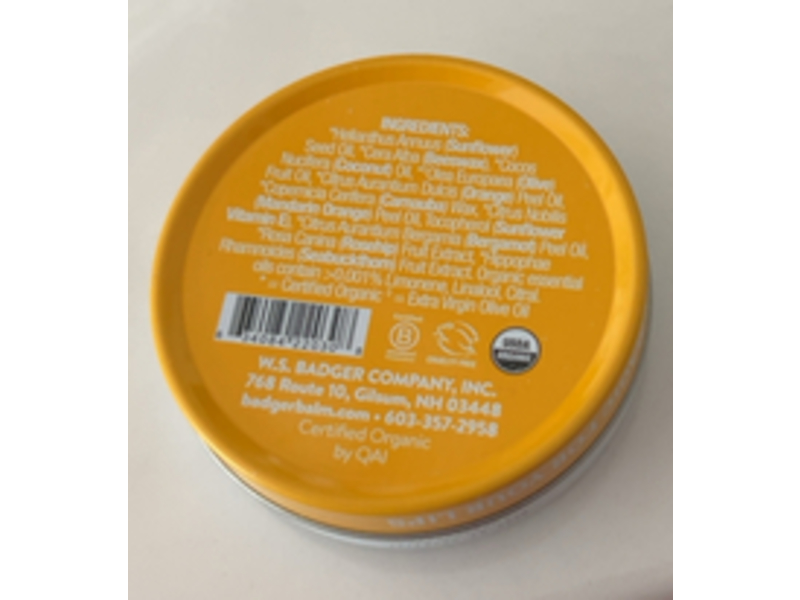 INGREDIENTS:
*Helianthus Annuus (Sunflower)
Seed Oil, *Cera Alba (Beeswax), *Cocos
Nucifera (Coconut) Oil, *Olea Europaea (Olive)
Fruit Oil, *Citrus Aurantium Dulcis (Orange) Peel Oil,
*Copernicia Cerifera (Carnauba) Wax, *Citrus Nobilis
(Mandarin Orange) Peel Oil, Tocopherol (Sunflower
Vitamin E), *Citrus Aurantium Bergamia (Bergamot) Peel Oil,
*Rosa Canina (Rosehip) Fruit Extract, *Hippophae
Rhamnoides (Seabuckthorn) Fruit Extract. Organic essential
oils contain >0.001% Limonene, Linalool, Citral.
* = Certified Organic = Extra Virgin Olive Oil
B
USDA
ORGANIC
W.S. BADGER COMPANY, INC.
768 Route 10, Gilsum, NH 03448
badgerbalm.com • 603-357-2958
Certified Organic
by QAI